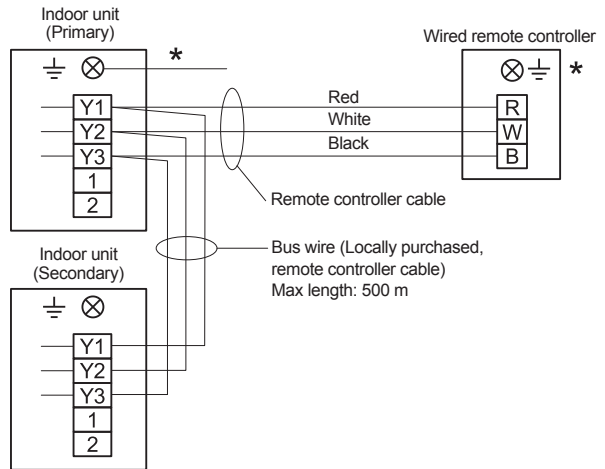 Indoor unit
(Primary)
*
Y1
Y2
Y3
1
2
Wired remote controller
*
R
W
B
Red
White
Black
Remote controller cable
Bus wire (Locally purchased,
remote controller cable)
Max length: 500 m
Indoor unit
(Secondary)
Y1
Y2
Y3
1
2